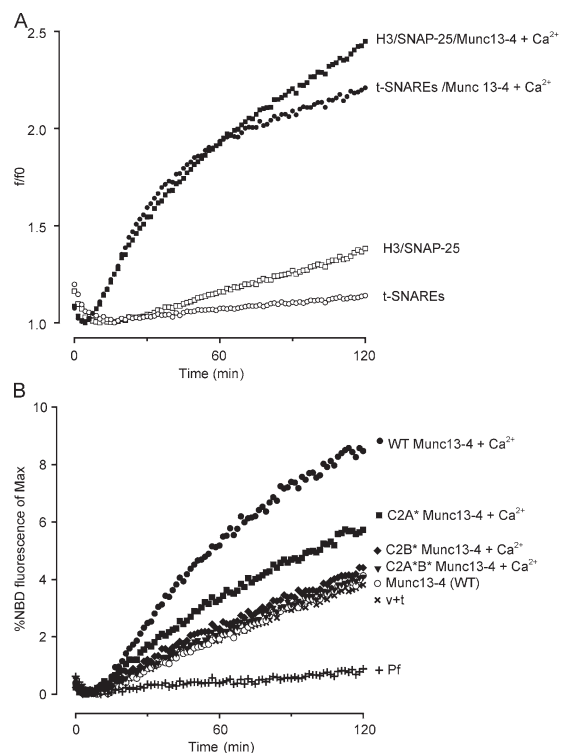 A
2.5
2.0
1.5
1.0
f/f0
0
60
120
Time (min)
H3/SNAP-25/Munc13-4 + Ca2+
t-SNAREs /Munc 13-4 + Ca2+
H3/SNAP-25
t-SNAREs
B
10
8
6
4
2
0
%NBD fluorescence of Max
0
60
120
Time (min)
WT Munc13-4 + Ca2+
C2A* Munc13-4 + Ca2+
C2B* Munc13-4 + Ca2+
C2A*B* Munc13-4 + Ca2+
Munc13-4 (WT)
v+t
Pf